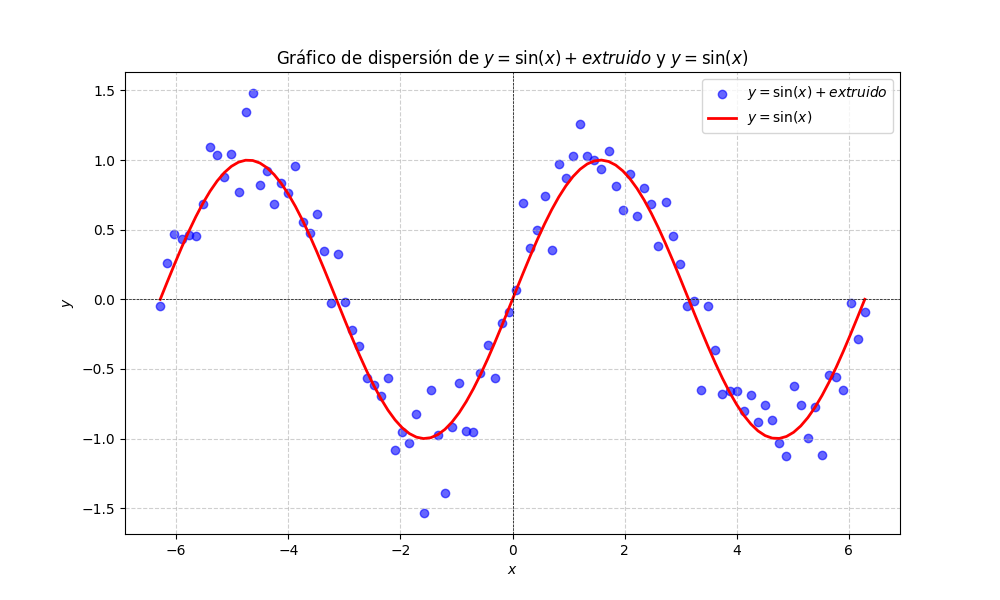 Gráfico de dispersión de y = sin(x) + extruido y y = sin(x)
y = sin(x) + extruido
y = sin(x)
1.5
1.0
0.5
0.0
−0.5
−1.0
−1.5
y
−6 −4 −2 0 2 4 6
x